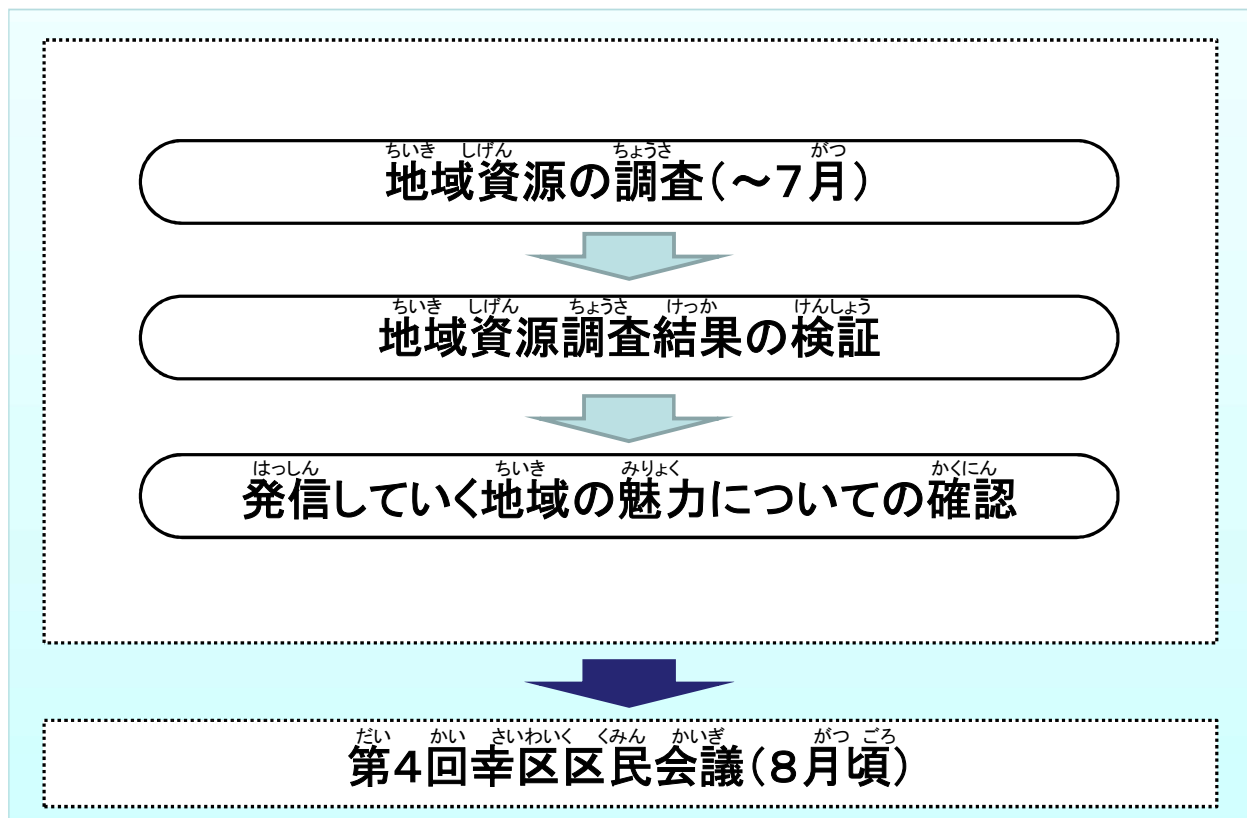 ちいき しげん ちょうさ がつ
地域資源の調査(～7月)
ちいき しげん ちょうさ けっか けんしょう
地域資源調査結果の検証
はっしん ちいき みりょく かくにん
発信していく地域の魅力についての確認
だい かい さいわいく くみん かいぎ がつ ごろ
第4回幸区区民会議(8月頃)